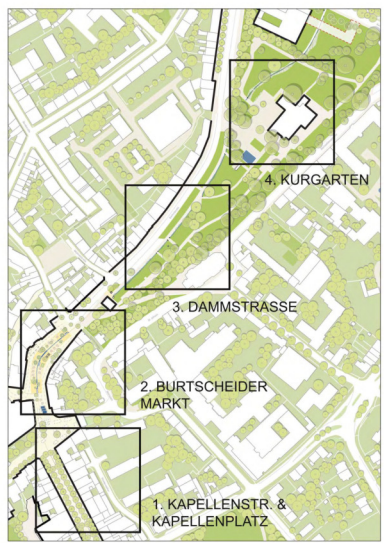 4. KURGARTEN
3. DAMMSTRASSE
2. BURTSCHEIDER
MARKT
1. KAPELLENSTR. &
KAPELLENPLATZ